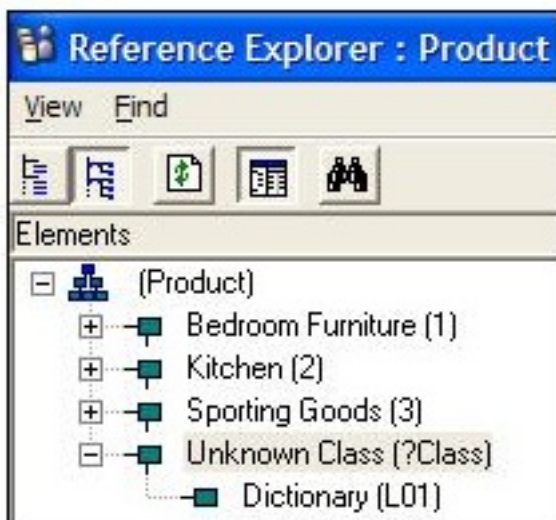 Reference Explorer : Product
View Find
Elements
(Product)
Bedroom Furniture (1)
Kitchen (2)
Sporting Goods (3)
Unknown Class (?Class)
Dictionary (L01)